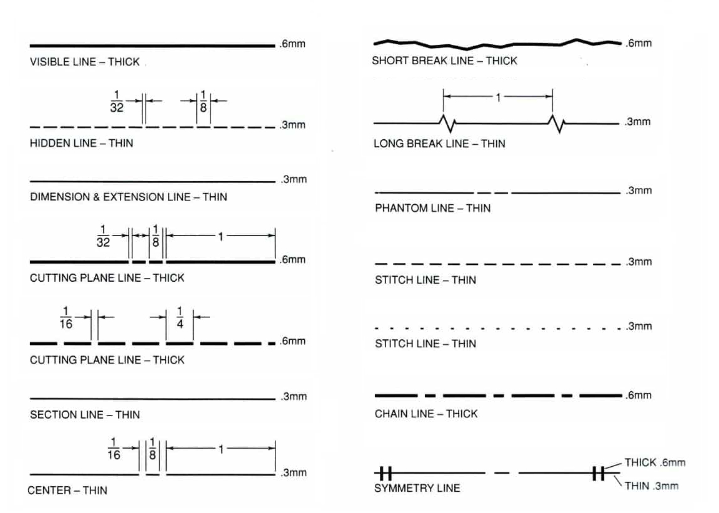 .6mm
VISIBLE LINE – THICK
1/32 1/8
.3mm
HIDDEN LINE – THIN
.3mm
DIMENSION & EXTENSION LINE – THIN
1/32 1/8 1
.6mm
CUTTING PLANE LINE – THICK
1/16 1/4
.6mm
CUTTING PLANE LINE – THICK
.3mm
SECTION LINE – THIN
1/16 1/8 1
.3mm
CENTER – THIN
.6mm
SHORT BREAK LINE – THICK
1
.3mm
LONG BREAK LINE – THIN
.3mm
PHANTOM LINE – THIN
.3mm
STITCH LINE – THIN
.3mm
STITCH LINE – THIN
.6mm
CHAIN LINE – THICK
THICK .6mm
SYMMETRY LINE
THIN .3mm